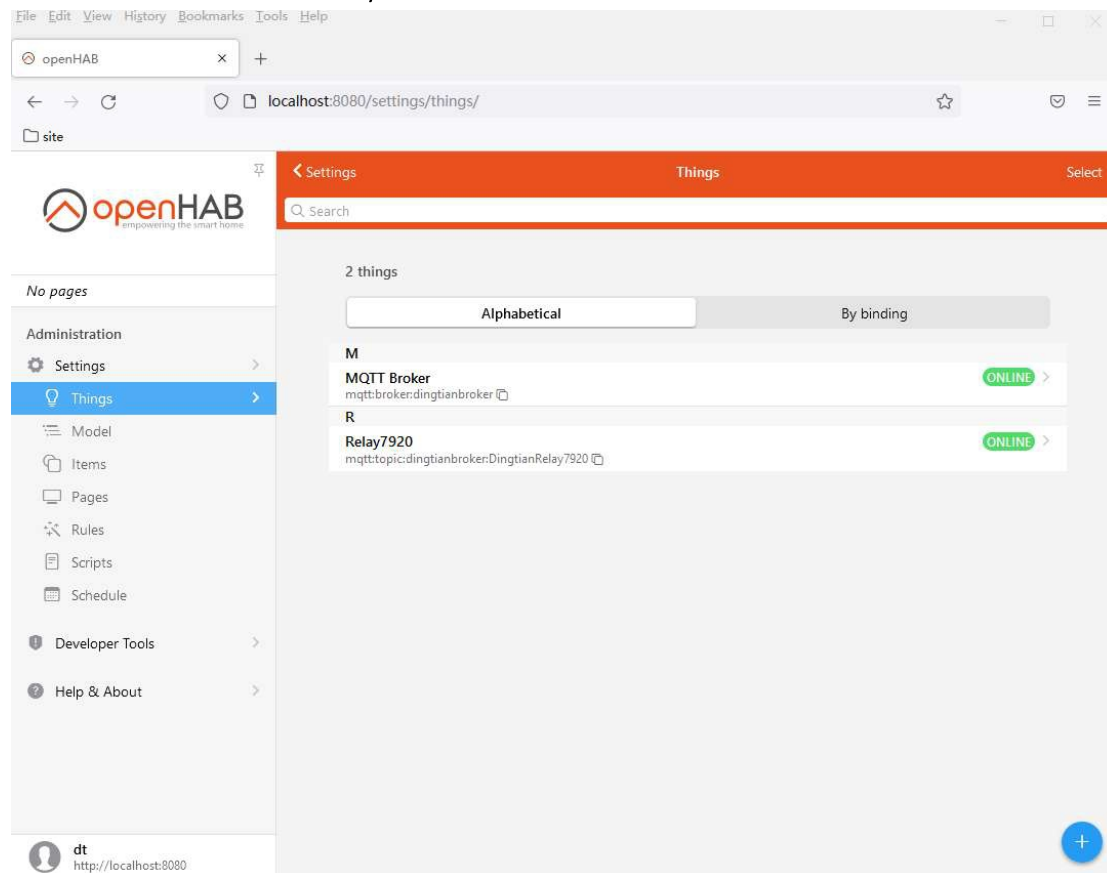 File Edit View History Bookmarks Tools Help
openHAB
localhost:8080/settings/things/
site
openHAB
empowering the smart home
No pages
Administration
Settings
Things
Model
Items
Pages
Rules
Scripts
Schedule
Developer Tools
Help & About
dt
http://localhost:8080
Settings Things Select
Search
2 things
Alphabetical By binding
M
MQTT Broker ONLINE
mqtt:broker:dingtianbroker
R
Relay7920 ONLINE
mqtt:topic:dingtianbroker:DingtianRelay7920